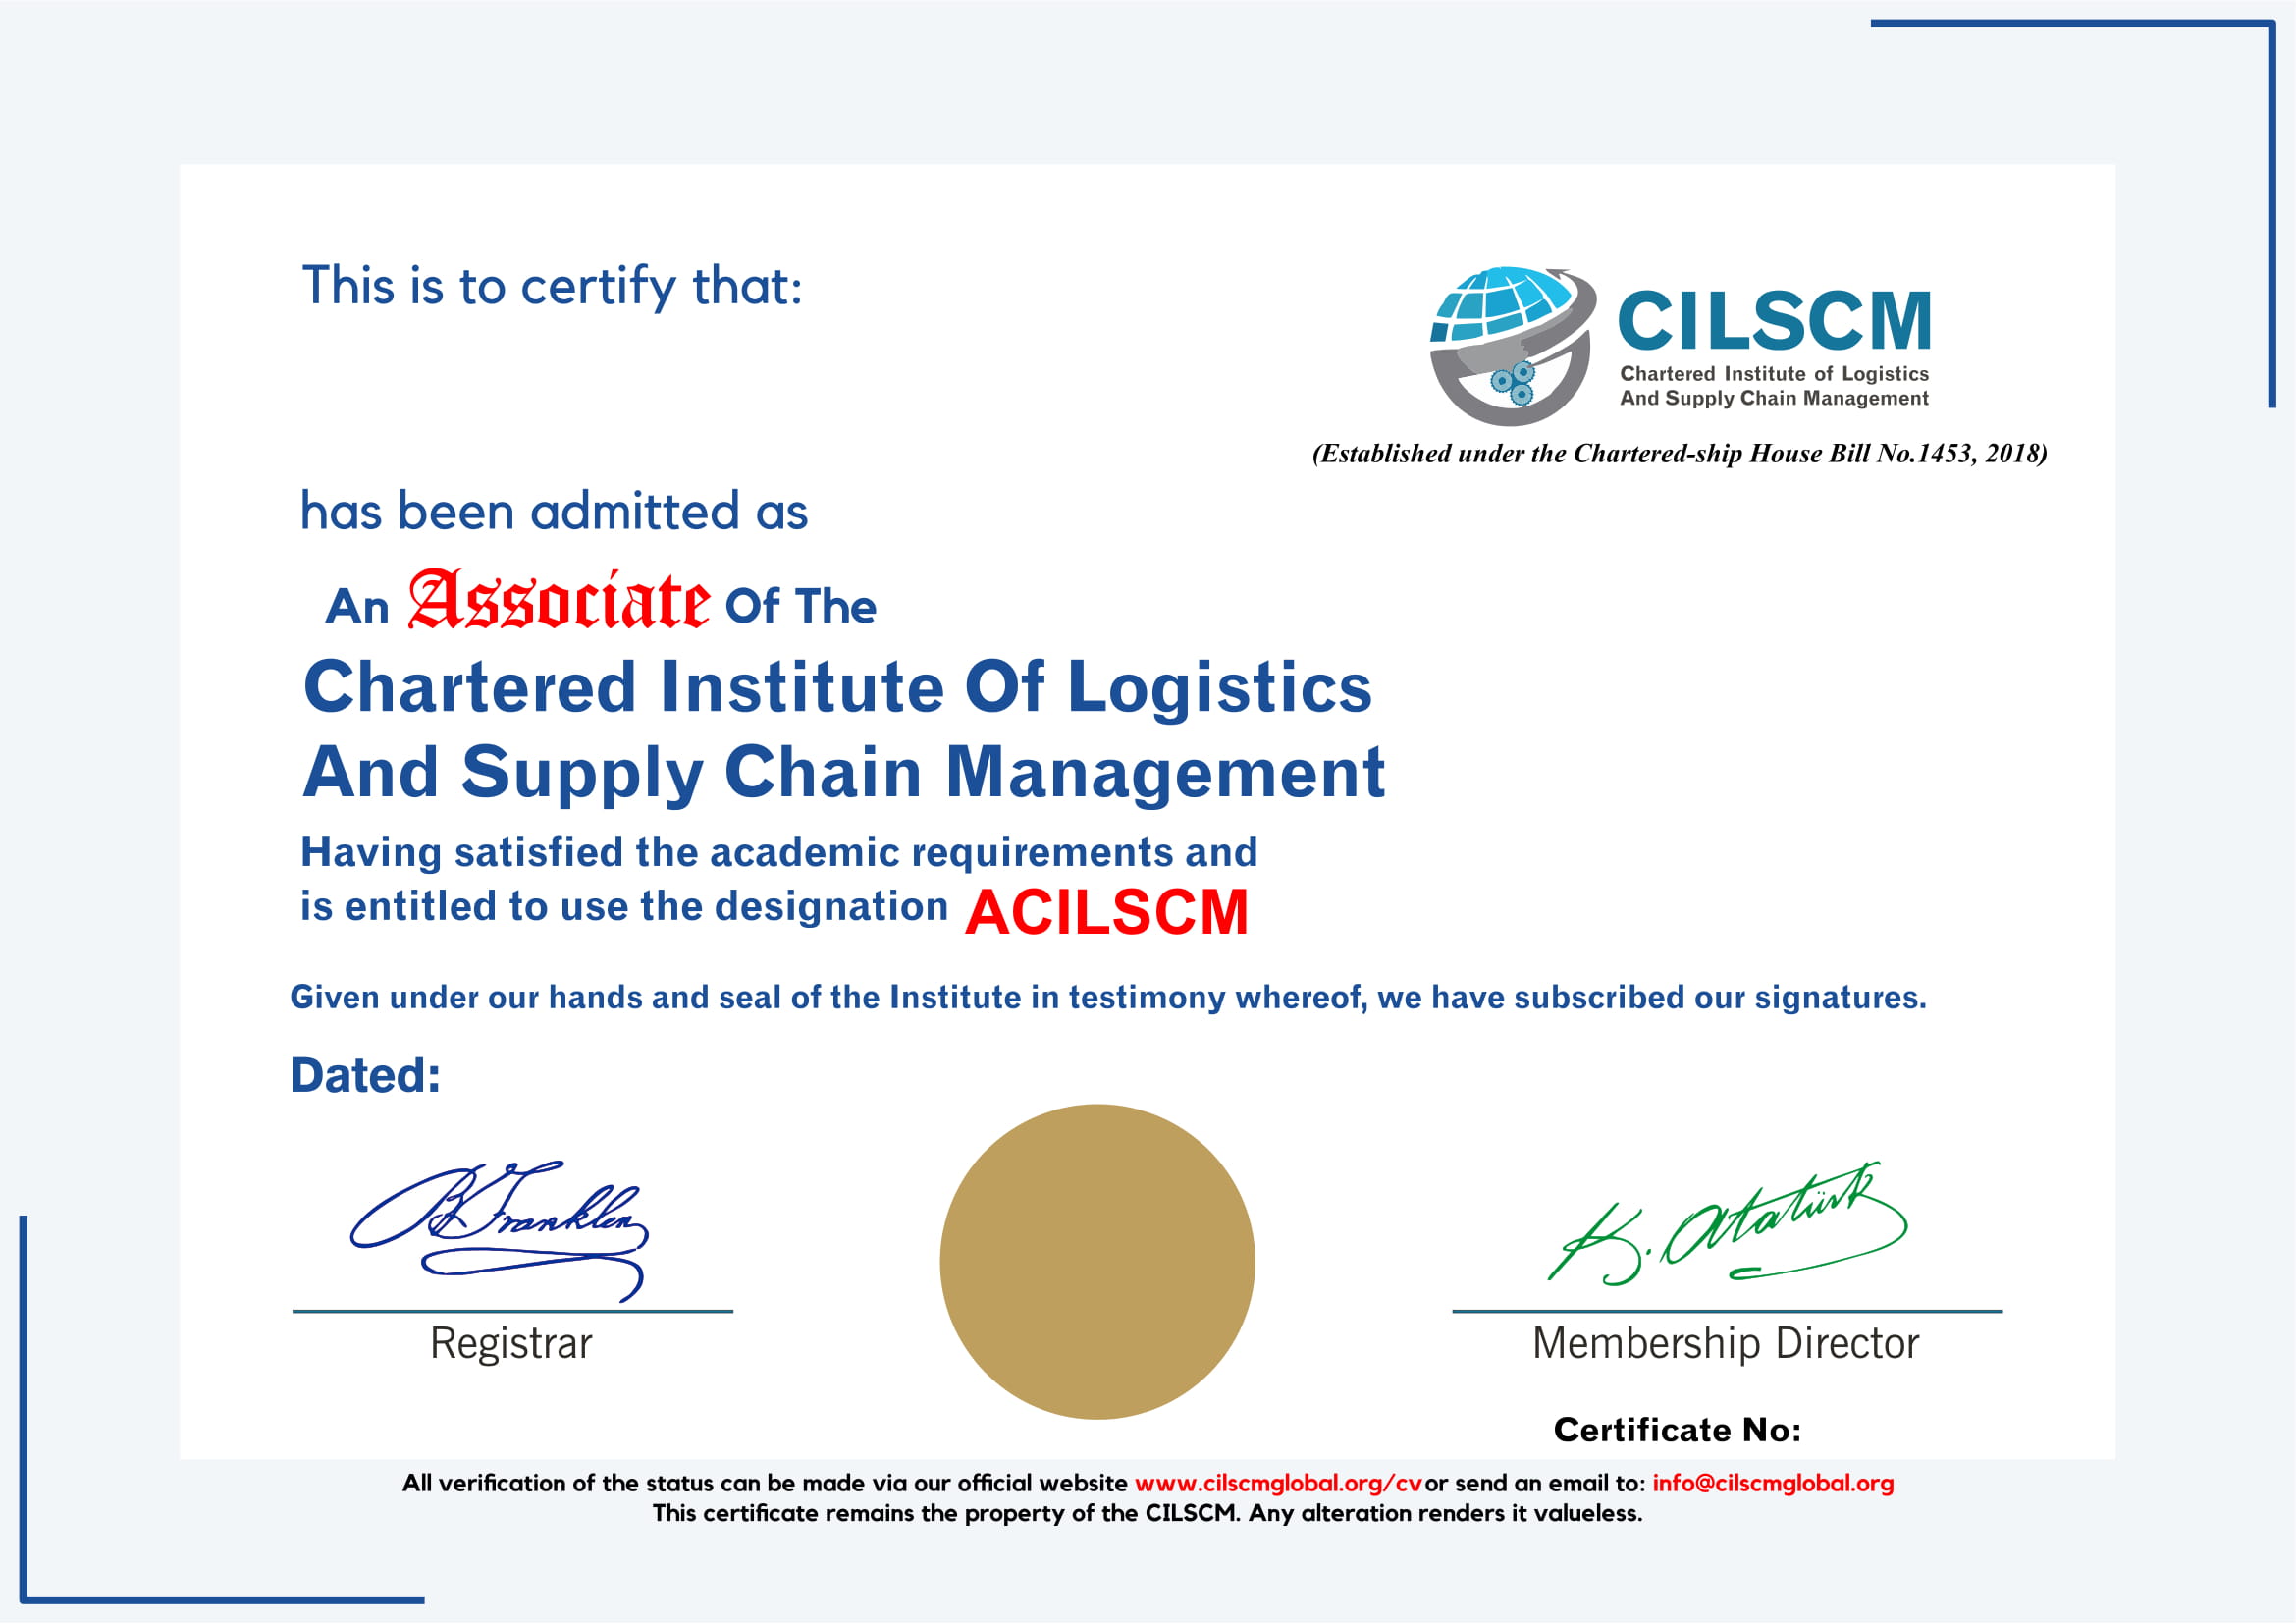 This is to certify that:
CILSCM
Chartered Institute of Logistics
And Supply Chain Management
(Established under the Chartered-ship House Bill No.1453, 2018)
has been admitted as
An Associate Of The
Chartered Institute Of Logistics
And Supply Chain Management
Having satisfied the academic requirements and
is entitled to use the designation ACILSCM
Given under our hands and seal of the Institute in testimony whereof, we have subscribed our signatures.
Dated:
B Franklin
K. Atatürk
Registrar
Membership Director
Certificate No:
All verification of the status can be made via our official website www.cilscmglobal.org/cv or send an email to: info@cilscmglobal.org
This certificate remains the property of the CILSCM. Any alteration renders it valueless.